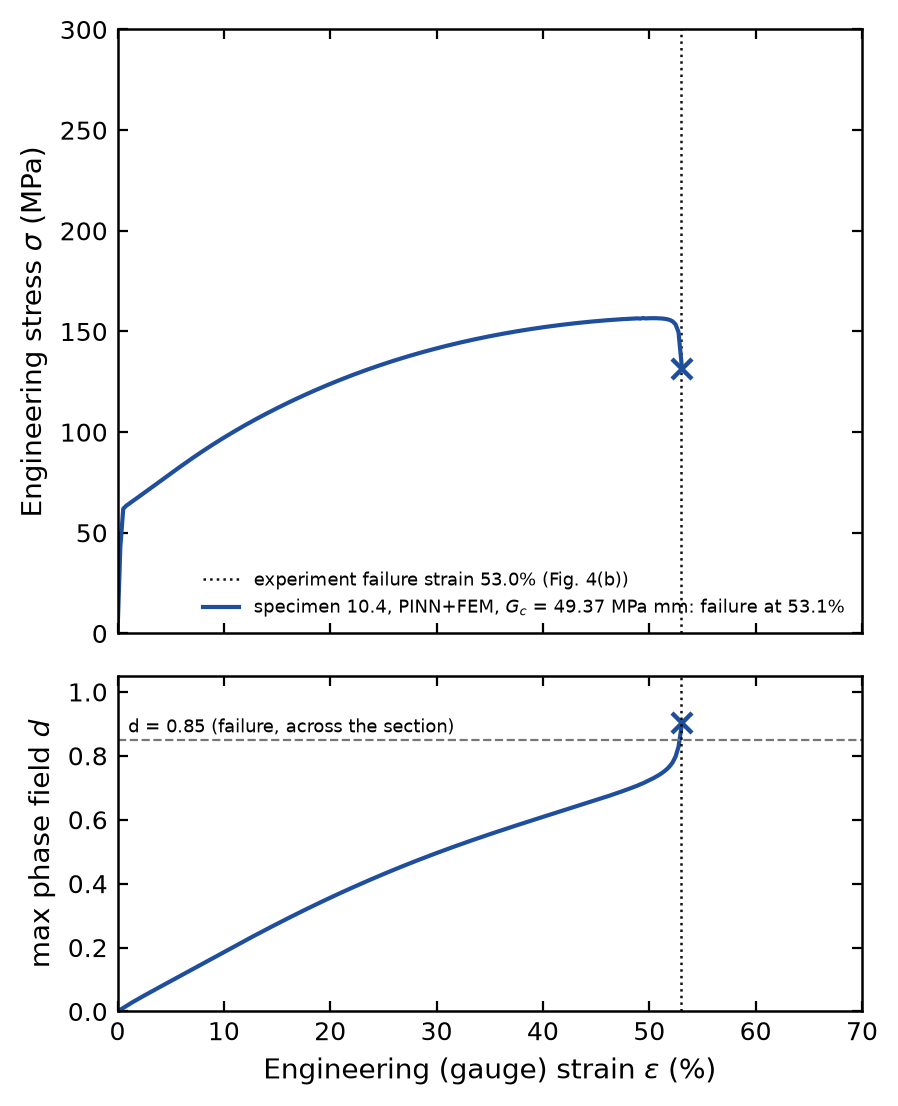 300
250
200
150
100
50
0
Engineering stress σ (MPa)
experiment failure strain 53.0% (Fig. 4(b))
specimen 10.4, PINN+FEM, G_c = 49.37 MPa mm: failure at 53.1%
1.0
0.8
0.6
0.4
0.2
0.0
max phase field d
d = 0.85 (failure, across the section)
0 10 20 30 40 50 60 70
Engineering (gauge) strain ε (%)